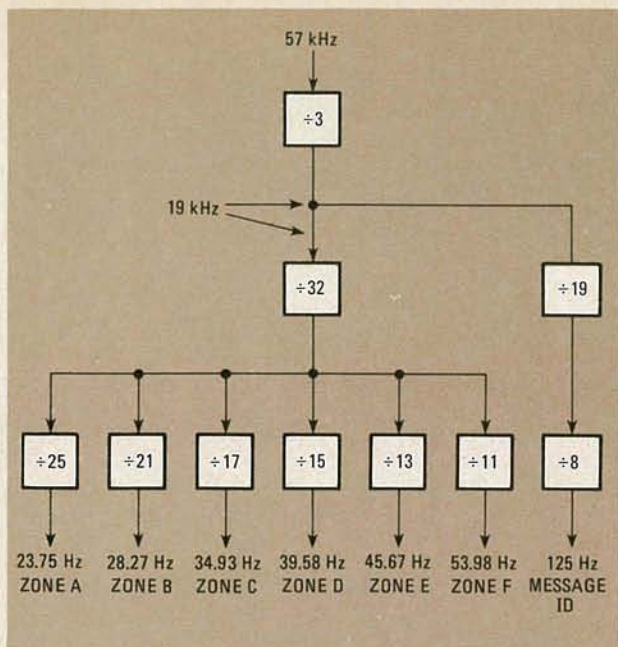 57 kHz
÷3
19 kHz
÷32
÷19
÷25 ÷21 ÷17 ÷15 ÷13 ÷11 ÷8
23.75 Hz 28.27 Hz 34.93 Hz 39.58 Hz 45.67 Hz 53.98 Hz 125 Hz
ZONE A ZONE B ZONE C ZONE D ZONE E ZONE F MESSAGE
ID